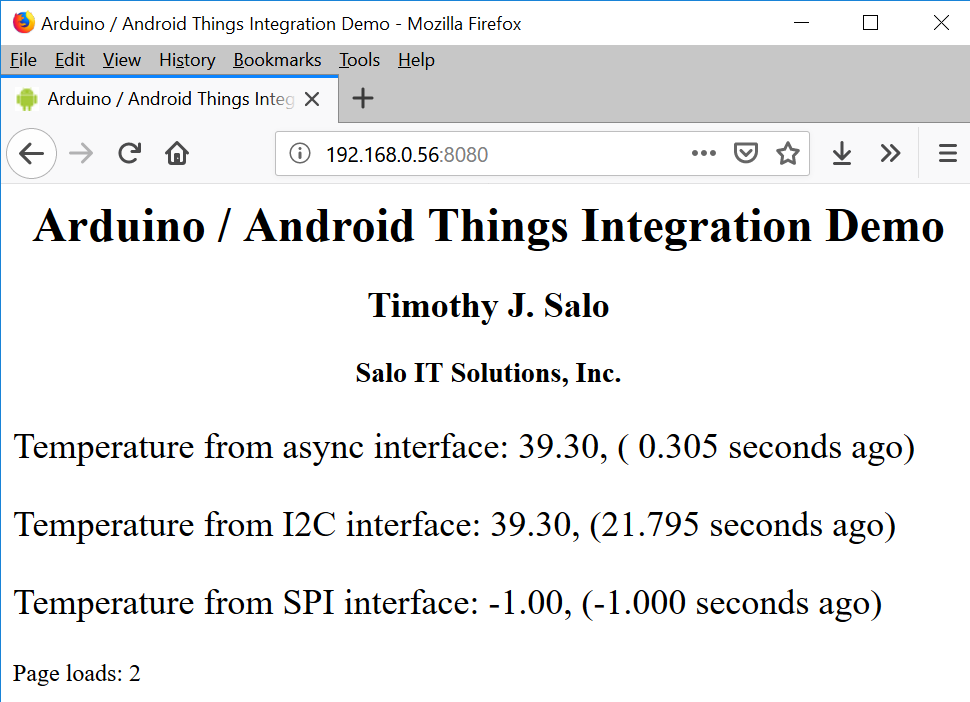 Arduino / Android Things Integration Demo - Mozilla Firefox
File Edit View History Bookmarks Tools Help
Arduino / Android Things Integ
192.168.0.56:8080
Arduino / Android Things Integration Demo
Timothy J. Salo
Salo IT Solutions, Inc.
Temperature from async interface: 39.30, ( 0.305 seconds ago)
Temperature from I2C interface: 39.30, (21.795 seconds ago)
Temperature from SPI interface: -1.00, (-1.000 seconds ago)
Page loads: 2